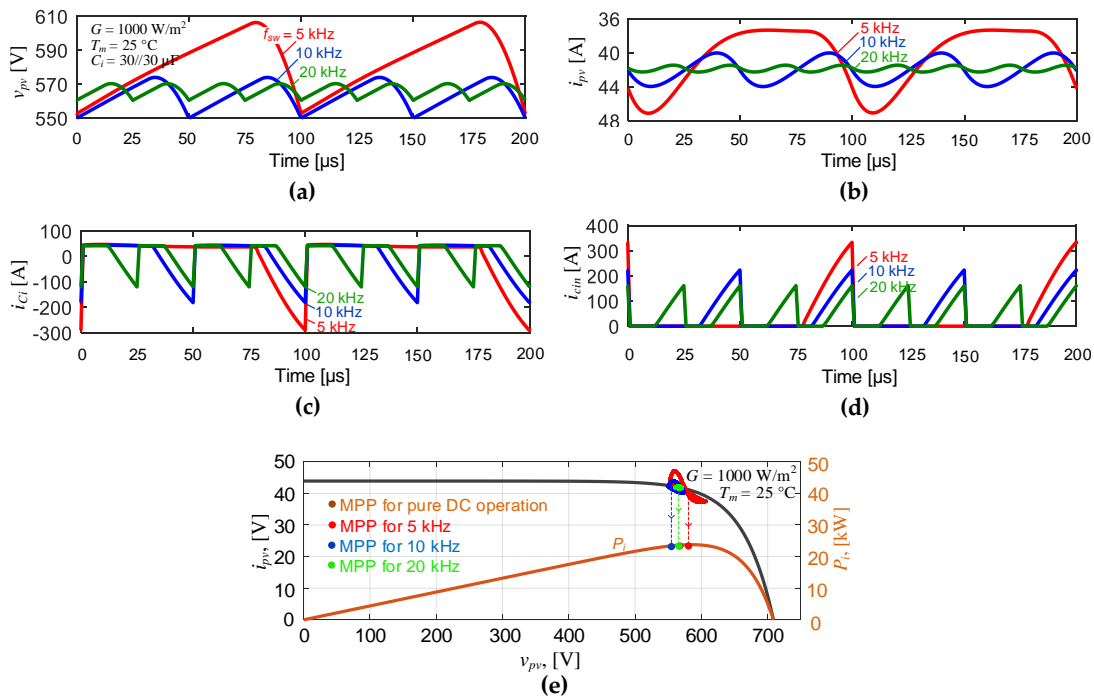 610
590
570
550
v_pv [V]
G = 1000 W/m²
T_m = 25 °C
C_i = 30//30 µF
f_sw = 5 kHz
10 kHz
20 kHz
0 25 50 75 100 125 150 175 200
Time [µs]
(a)
36
40
44
48
i_pv [A]
5 kHz
10 kHz
20 kHz
0 25 50 75 100 125 150 175 200
Time [µs]
(b)
100
0
-100
-200
-300
i_Ci [A]
20 kHz
10 kHz
5 kHz
0 25 50 75 100 125 150 175 200
Time [µs]
(c)
400
300
200
100
0
i_cin [A]
5 kHz
10 kHz
20 kHz
0 25 50 75 100 125 150 175 200
Time [µs]
(d)
50
40
30
20
10
0
i_pv, [V]
G = 1000 W/m²
T_m = 25 °C
MPP for pure DC operation
MPP for 5 kHz
MPP for 10 kHz
MPP for 20 kHz
P_i
50
40
30
20
10
0
P_i, [kW]
0 100 200 300 400 500 600 700
v_pv, [V]
(e)